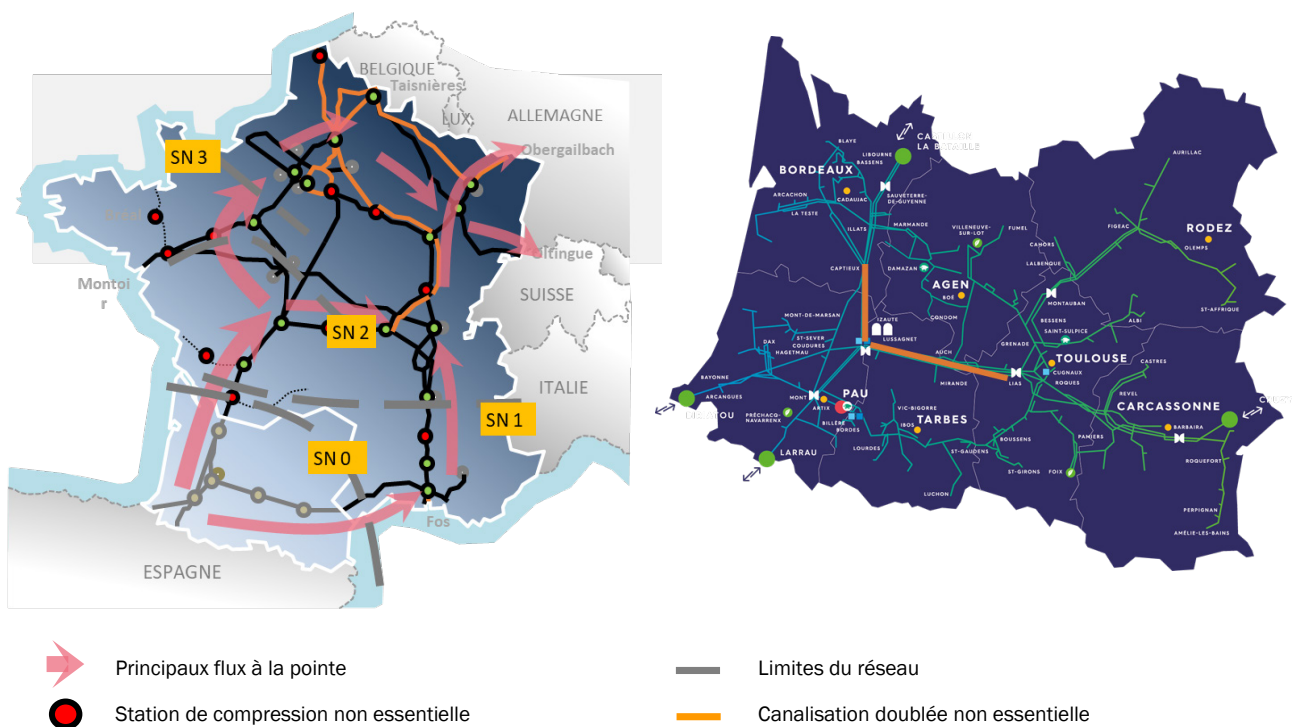 BELGIQUE
Taisnières
LUX
ALLEMAGNE
Obergailbach
SN 3
Oltingue
SUISSE
Montoi
r
SN 2
ITALIE
SN 1
SN 0
Fos
ESPAGNE
BLAYE
LIBOURNE
BASSENS
LA BATAILLE
BORDEAUX
CADAUJAC
SAUVETERRE-
DE-GUYENNE
ARCACHON
LA TESTE
ILLATS
MARMANDE
VILLENEUVE-
SUR-LOT
FUMEL
AURILLAC
FIGEAC
RODEZ
OLEMPS
CAHORS
LALBENQUE
CAPTIEUX
DAMAZAN
AGEN
BOÉ
MONTAUBAN
ST-AFFRIQUE
MONT-DE-MARSAN
IZAUTE
CONDOM
BESSENS
SAINT-SULPICE
ALBI
DAX
ST-SEVER
COUDURES
HAGETMAU
LUSSAGNET
GRENADE
AUCH
TOULOUSE
CUGNAUX
ROQUES
CASTRES
BAYONNE
ARCANGUES
MIRANDE
LIAS
REVEL
MONT
ARTIX
PAU
VIC-BIGORRE
CARCASSONNE
BARBAIRA
PRÉCHACQ-
NAVARRENX
BILLÈRE
BORDES
IBOS
TARBES
LARRAU
LOURDES
ST-GAUDENS
BOUSSENS
PAMIERS
ST-GIRONS
FOIX
ROQUEFORT
LUCHON
PERPIGNAN
AMÉLIE-LES-BAINS
Principaux flux à la pointe
Limites du réseau
Station de compression non essentielle
Canalisation doublée non essentielle